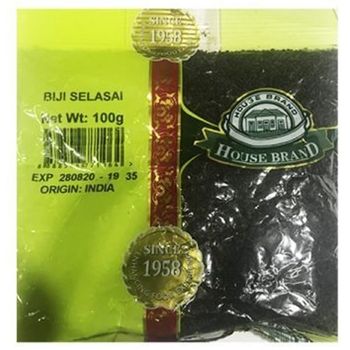 SINCE
1958
BIJI SELASAI
Net Wt: 100g
EXP 280820 - 19 35
ORIGIN: INDIA
HOUSE BRAND
HOUSE BRAND
SINCE
1958